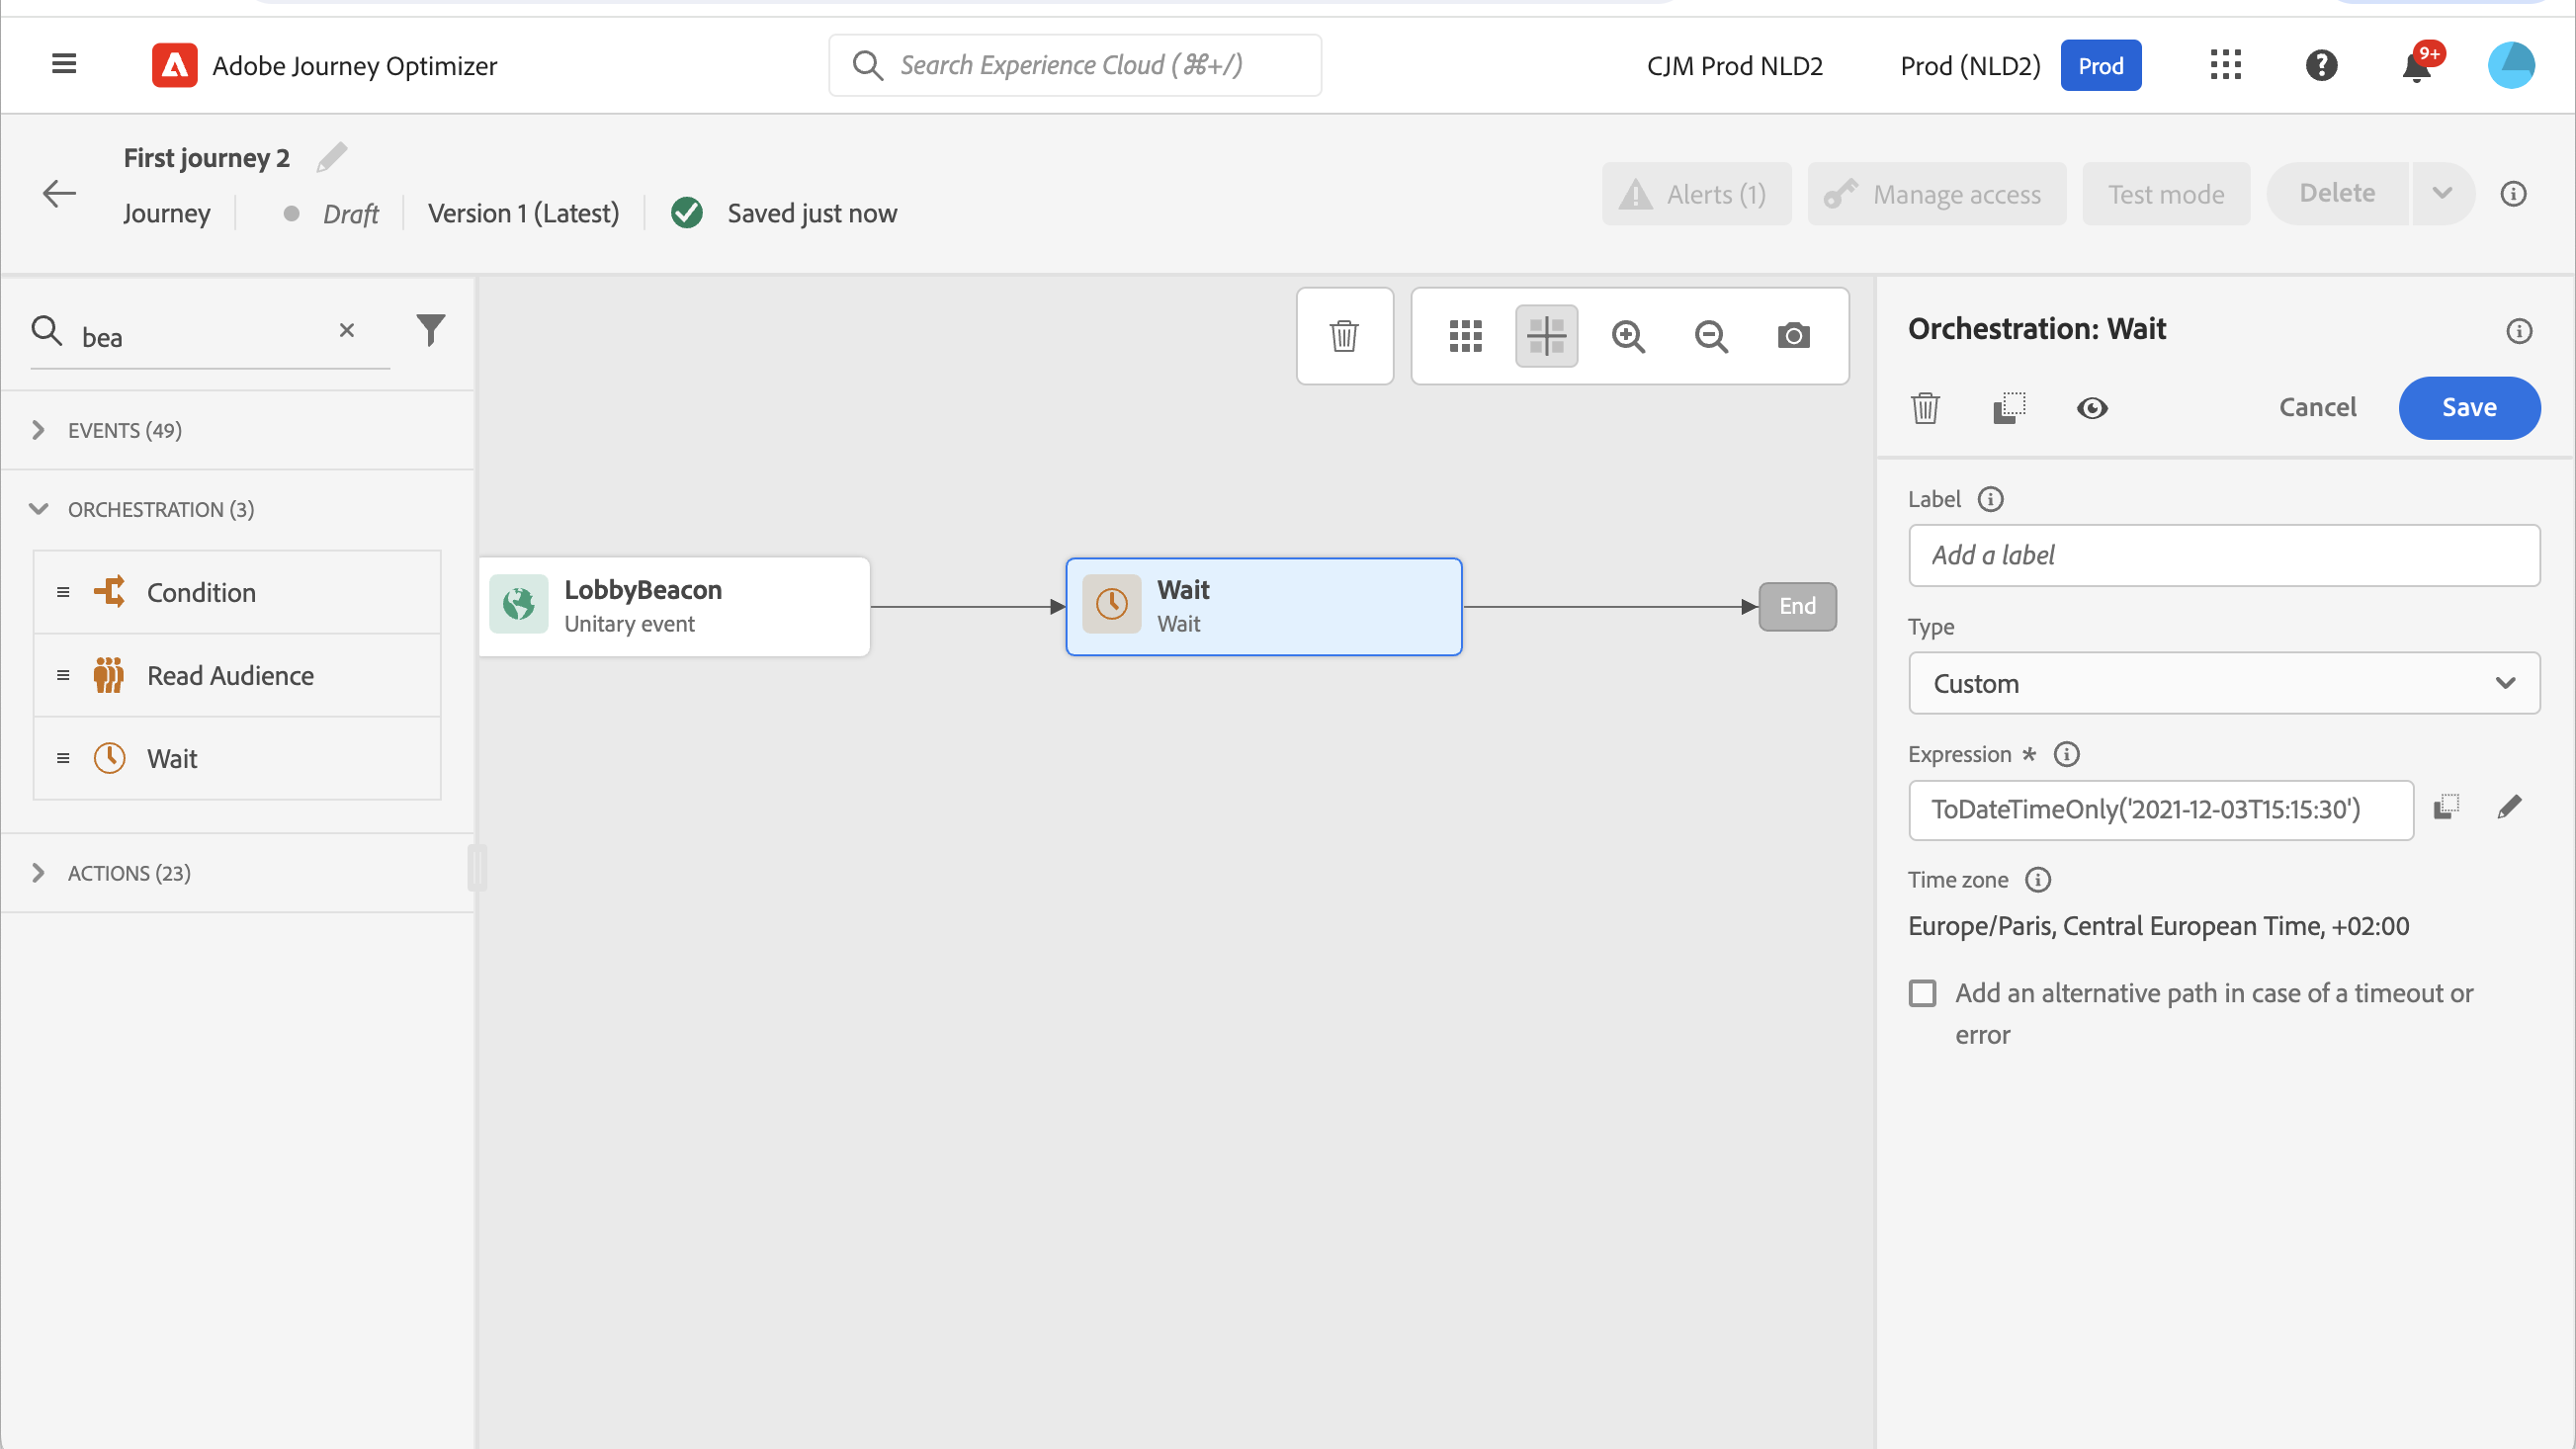 Adobe Journey Optimizer
Search Experience Cloud (⌘+/)
CJM Prod NLD2
Prod (NLD2)
Prod
9+
First journey 2
Journey
Draft
Version 1 (Latest)
Saved just now
Alerts (1)
Manage access
Test mode
Delete
bea
EVENTS (49)
ORCHESTRATION (3)
Condition
Read Audience
Wait
ACTIONS (23)
LobbyBeacon
Unitary event
Wait
Wait
End
Orchestration: Wait
Cancel
Save
Label
Add a label
Type
Custom
Expression *
ToDateTimeOnly('2021-12-03T15:15:30')
Time zone
Europe/Paris, Central European Time, +02:00
Add an alternative path in case of a timeout or
error